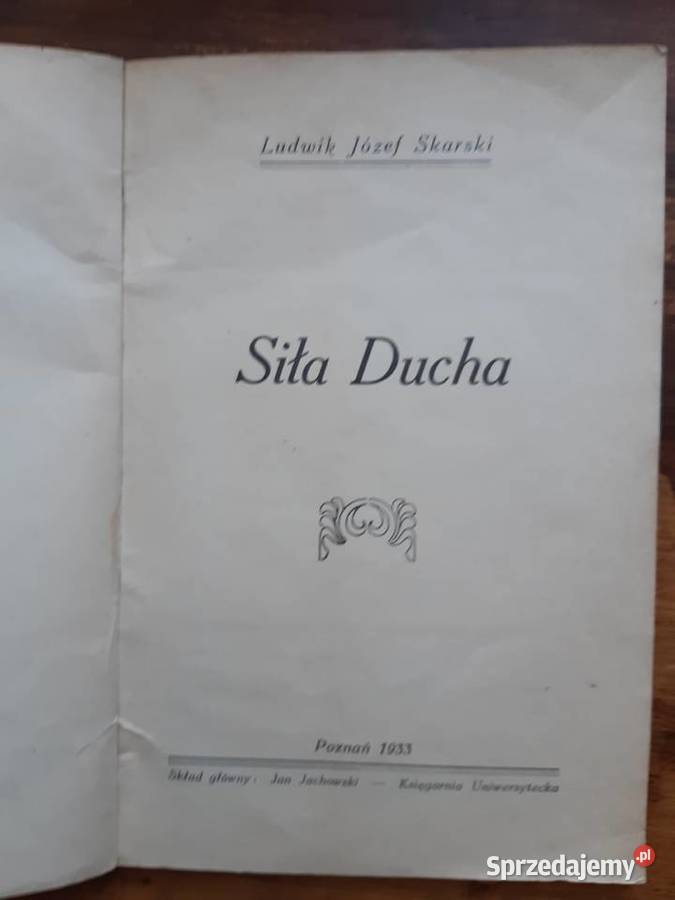 Ludwik Józef Skarski
Siła Ducha
Poznań 1933
Skład główny: Jan Jachowski — Księgarnia Uniwersytecka
Sprzedajemy.pl